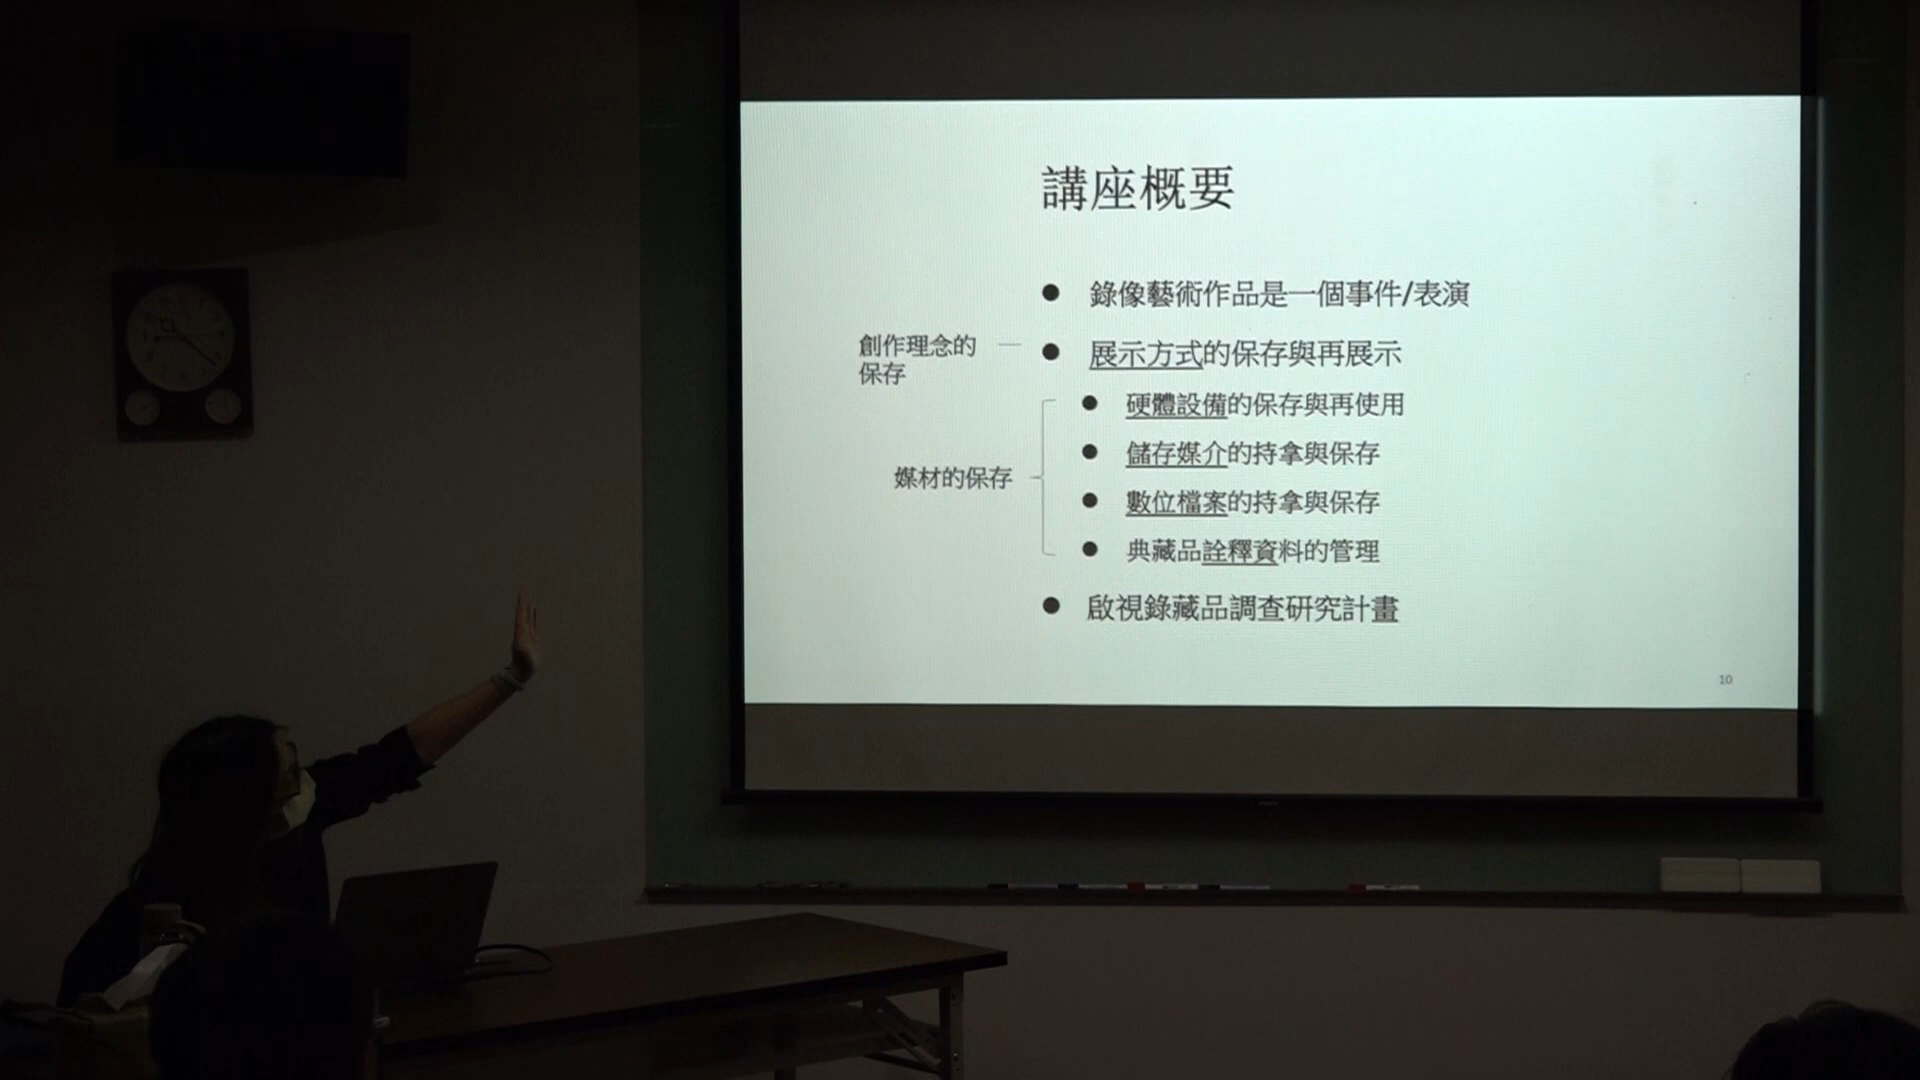 講座概要
錄像藝術作品是一個事件/表演
創作理念的
保存
展示方式的保存與再展示
硬體設備的保存與再使用
儲存媒介的持拿與保存
媒材的保存
數位檔案的持拿與保存
典藏品詮釋資料的管理
啟視錄藏品調查研究計畫
10